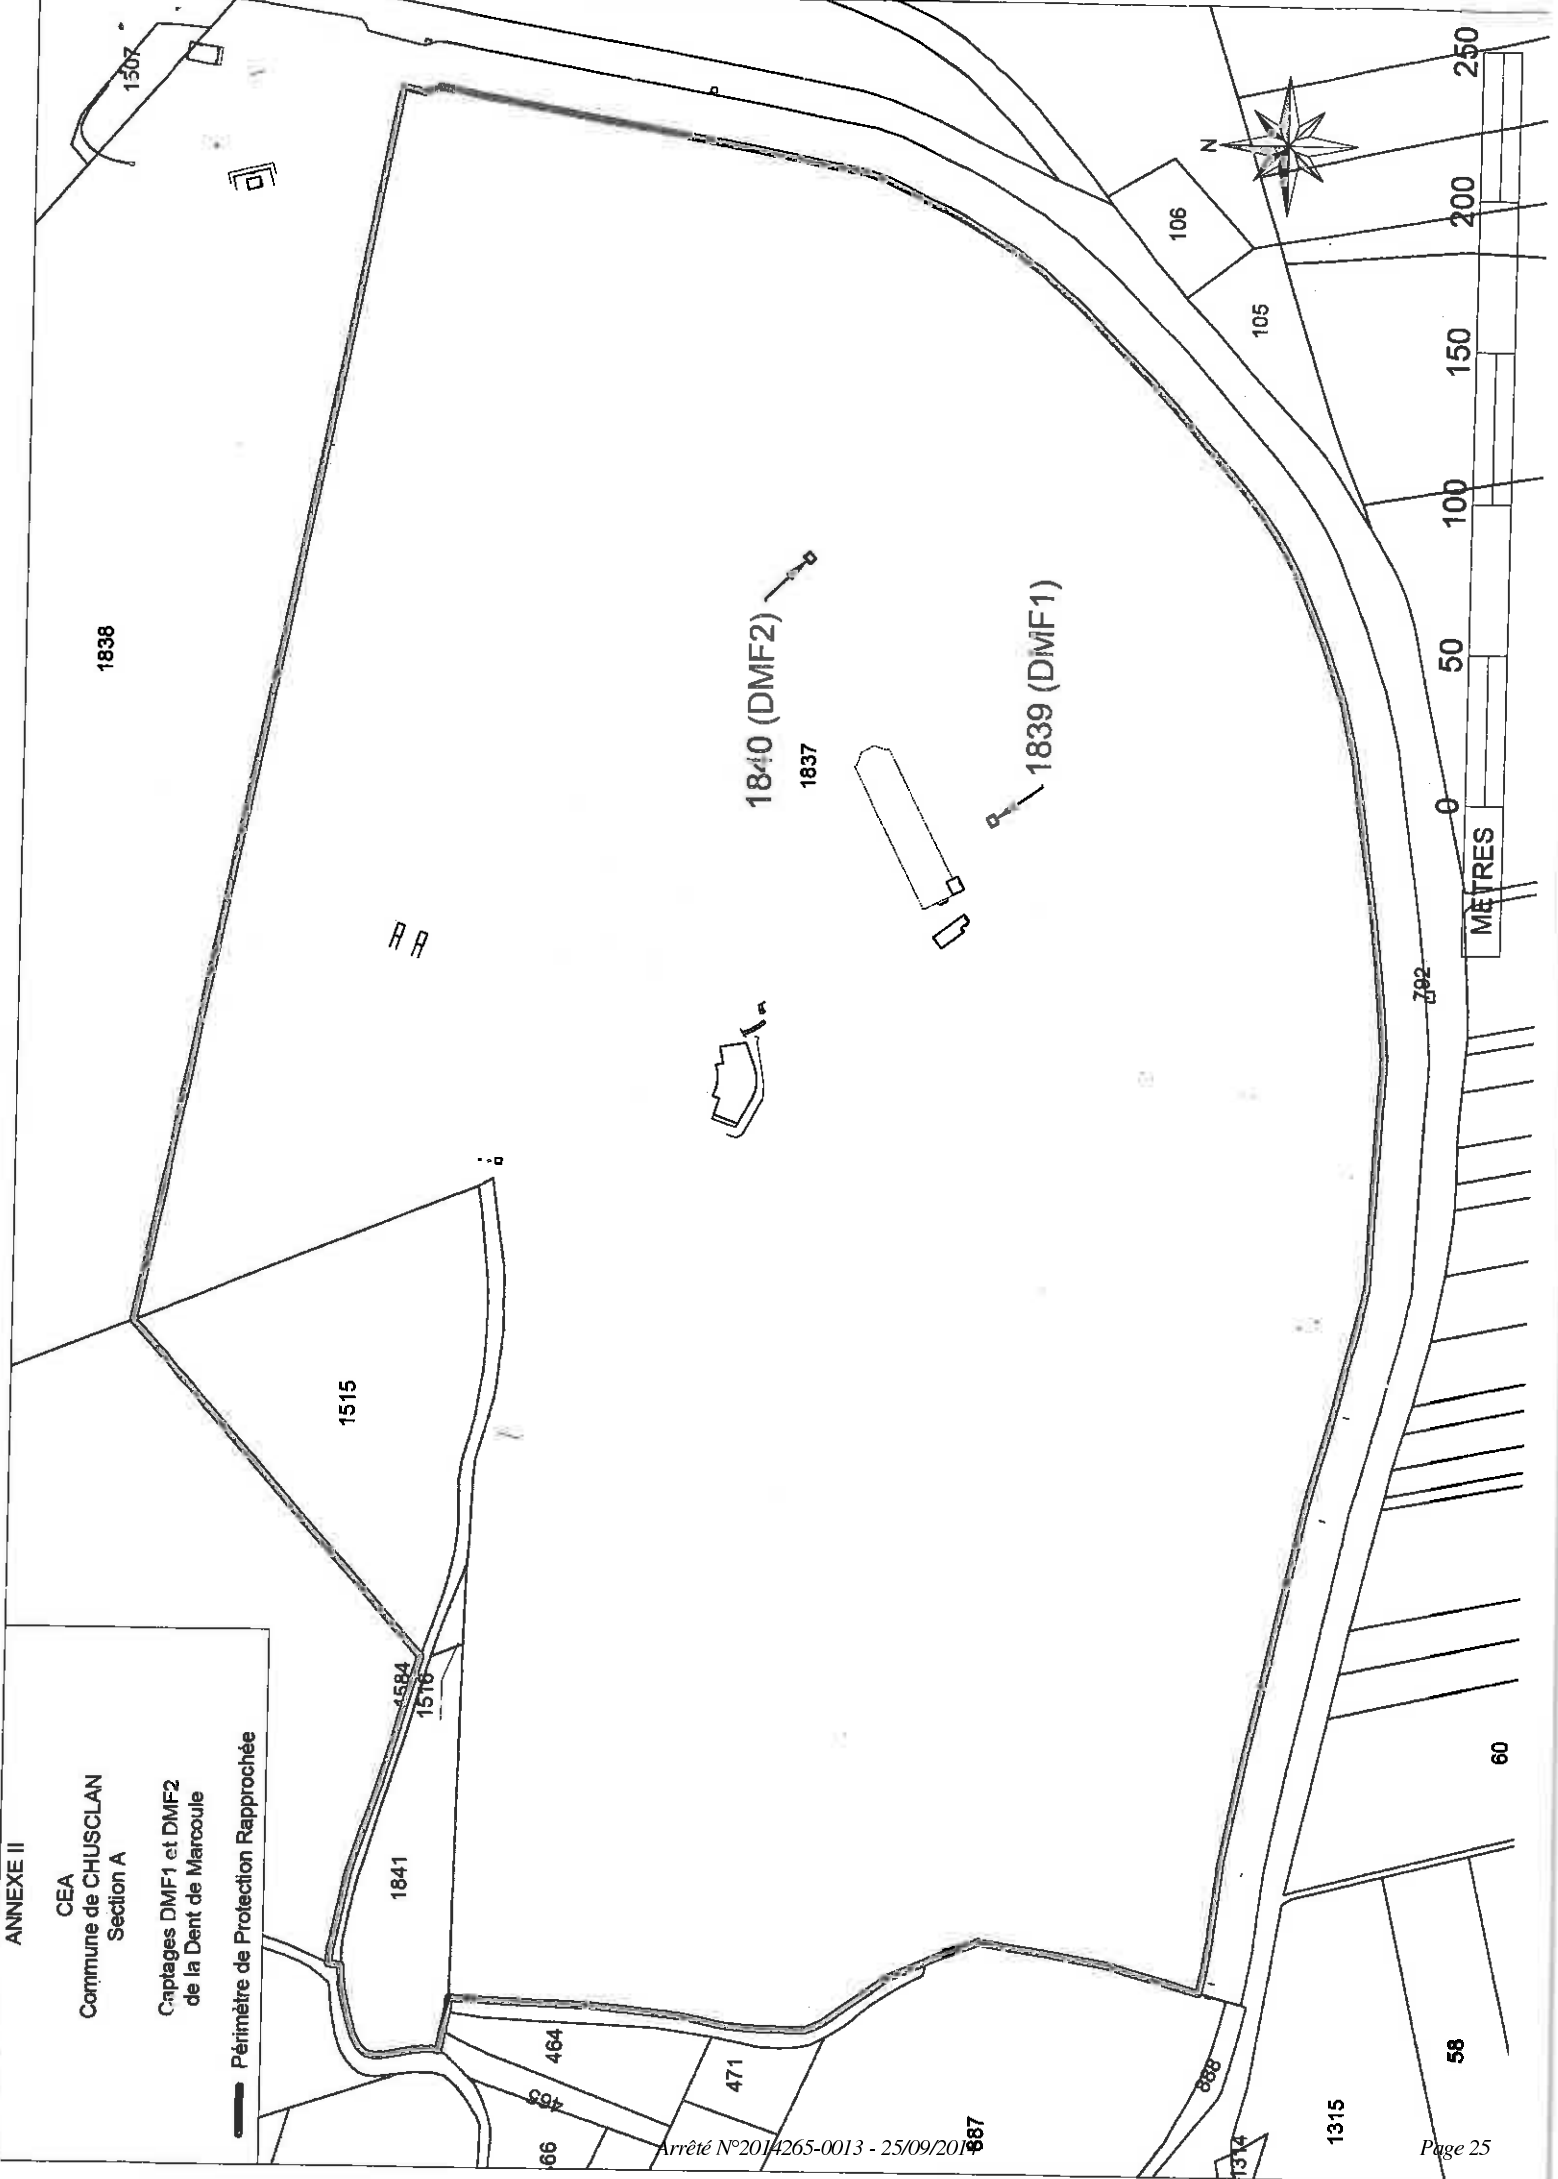 ANNEXE II
CEA
Commune de CHUSCLAN
Section A
Captages DMF1 et DMF2
de la Dent de Marcoule
Périmètre de Protection Rapprochée
1507
1838
1840 (DMF2)
1837
1839 (DMF1)
106
105
N
METRES
0
50
100
150
200
250
792
1515
1584
1516
1841
464
465
471
66
887
888
1314
1315
58
60
Arrêté N°2014265-0013 - 25/09/2014
Page 25